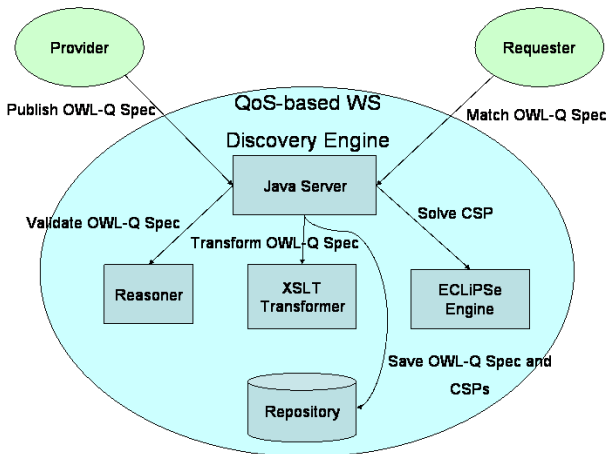 Provider
Requester
Publish OWL-Q Spec
QoS-based WS
Match OWL-Q Spec
Discovery Engine
Java Server
Validate OWL-Q Spec
Solve CSP
Transform OWL-Q Spec
Reasoner
XSLT
Transformer
ECLiPSe
Engine
Save OWL-Q Spec and
CSPs
Repository